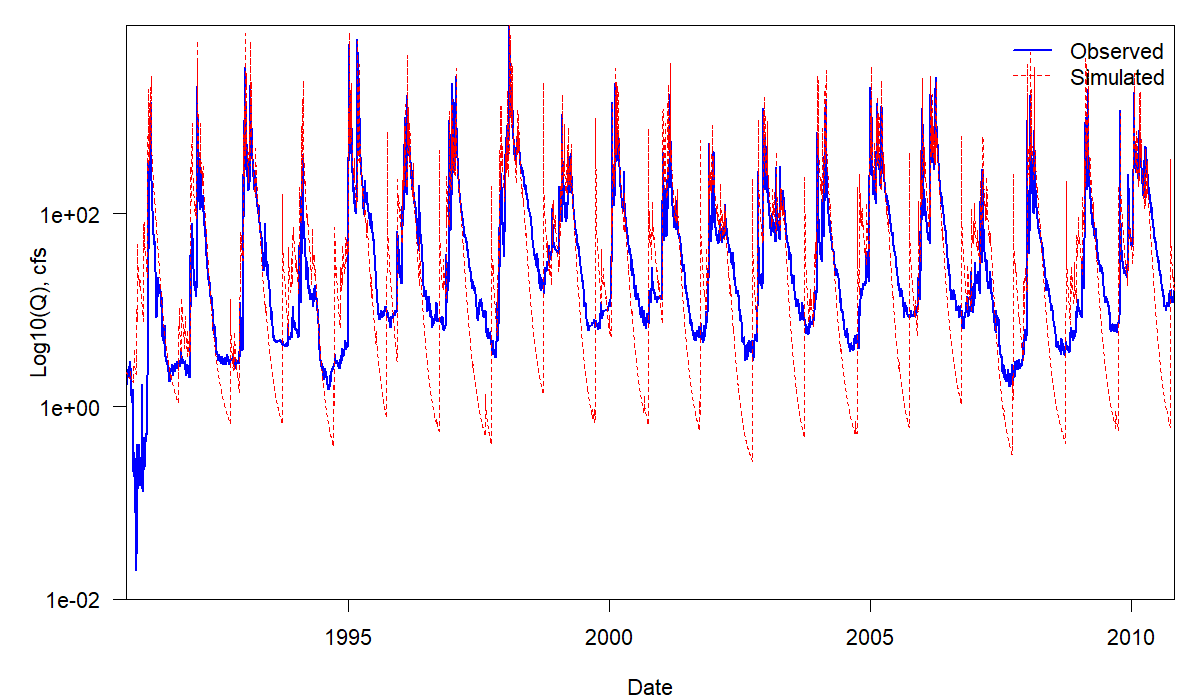 Observed
Simulated
Log10(Q), cfs
1e+02
1e+00
1e-02
1995
2000
2005
2010
Date